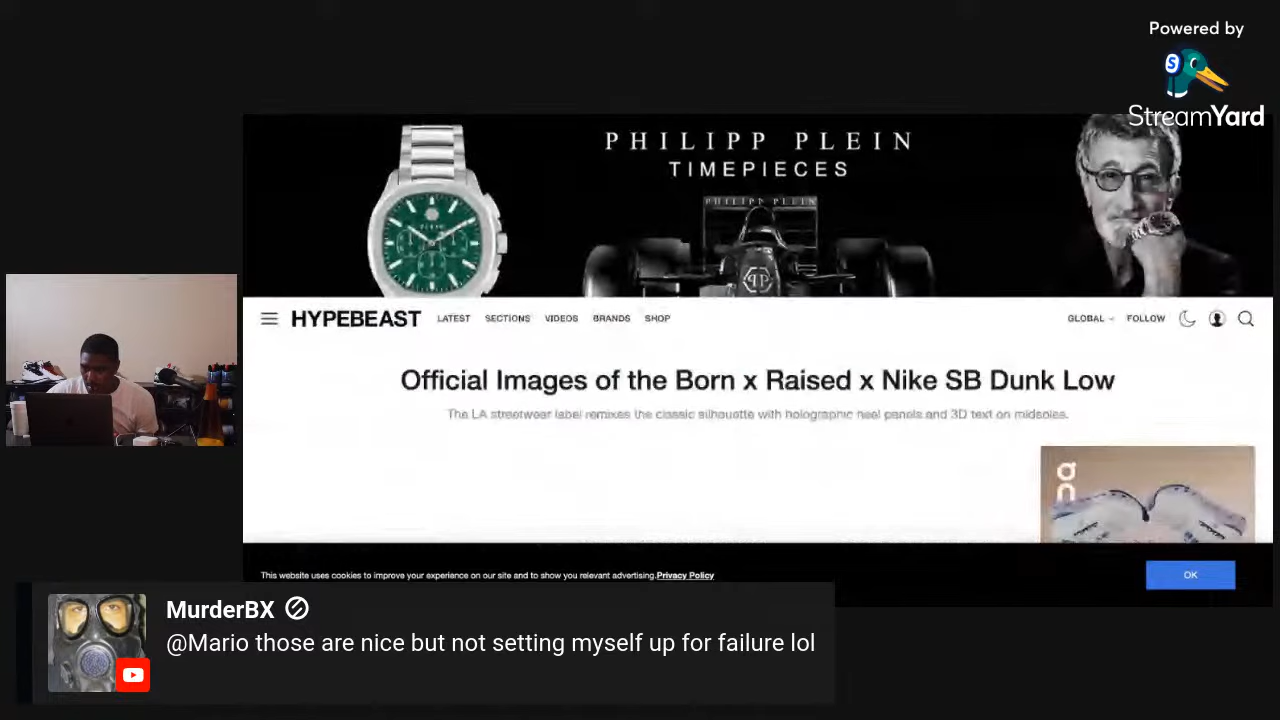 Powered by
StreamYard
PHILIPP PLEIN
TIMEPIECES
PHILIPP PLEIN
HYPEBEAST
LATEST
SECTIONS
VIDEOS
BRANDS
SHOP
GLOBAL
FOLLOW
Official Images of the Born x Raised x Nike SB Dunk Low
The LA streetwear label remixes the classic silhouette with holographic heel panels and 3D text on midsoles.
This website uses cookies to improve your experience on our site and to show you relevant advertising.Privacy Policy
OK
MurderBX
@Mario those are nice but not setting myself up for failure lol